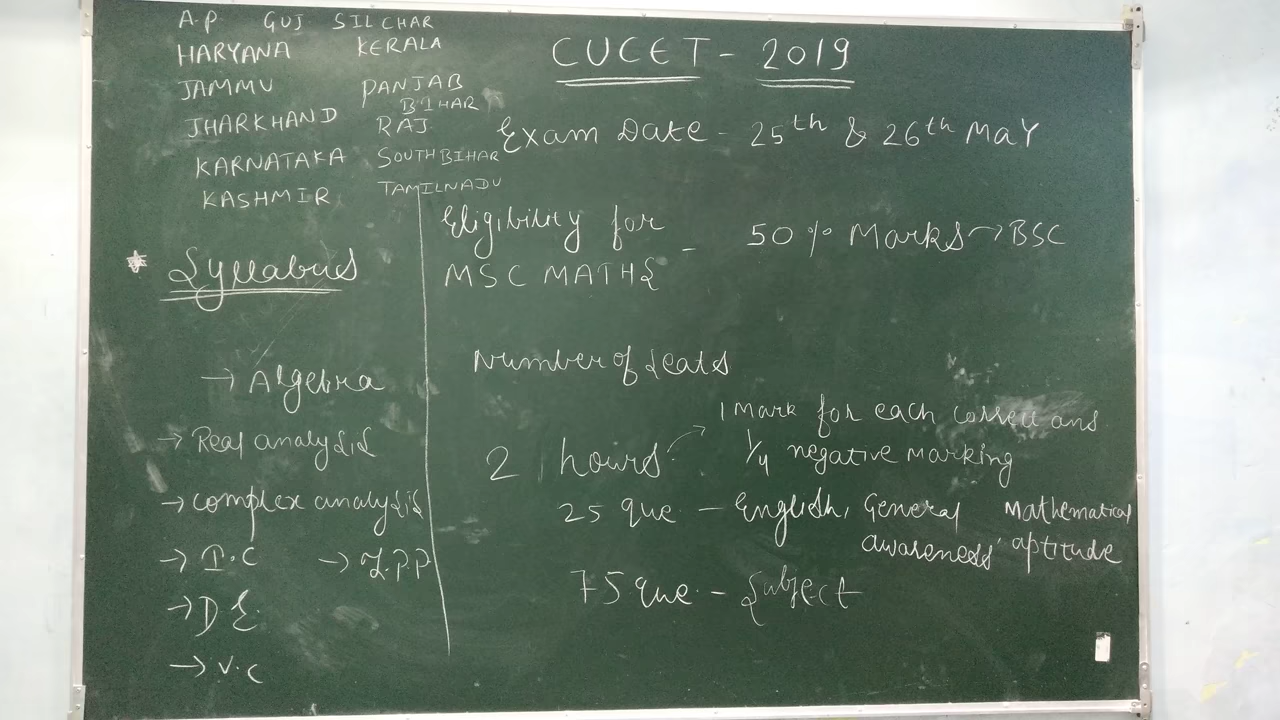 A.P GUJ SILCHAR
HARYANA KERALA
JAMMU PANJAB
BIHAR
JHARKHAND RAJ
KARNATAKA SOUTH BIHAR
KASHMIR TAMILNADU
* Syllabus
→ Algebra
→ Real analysis
→ complex analysis
→ I.C → L.P.P
→ D E.
→ V.C
CUCET - 2019
Exam Date - 25th & 26th May
Eligibility for
MSC MATHS - 50% Marks → BSC
Number of seats
2 hours → 1 mark for each correct ans
1/4 negative marking
25 que - English, General Mathematical
awareness' aptitude
75 que - Subject